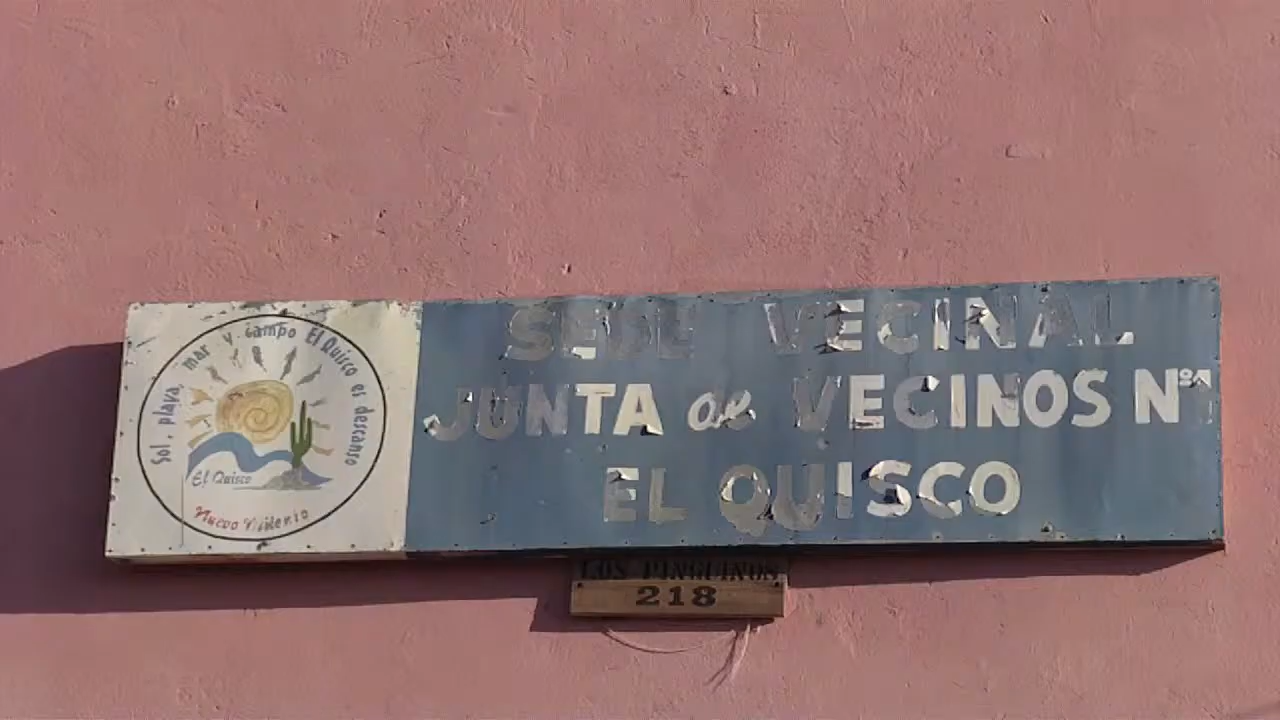 Sol, playa, mar y campo El Quisco es descanso
El Quisco
Nuevo Milenio
SEDE VECINAL
JUNTA de VECINOS Nº1
EL QUISCO
LOS PINGUINOS
218